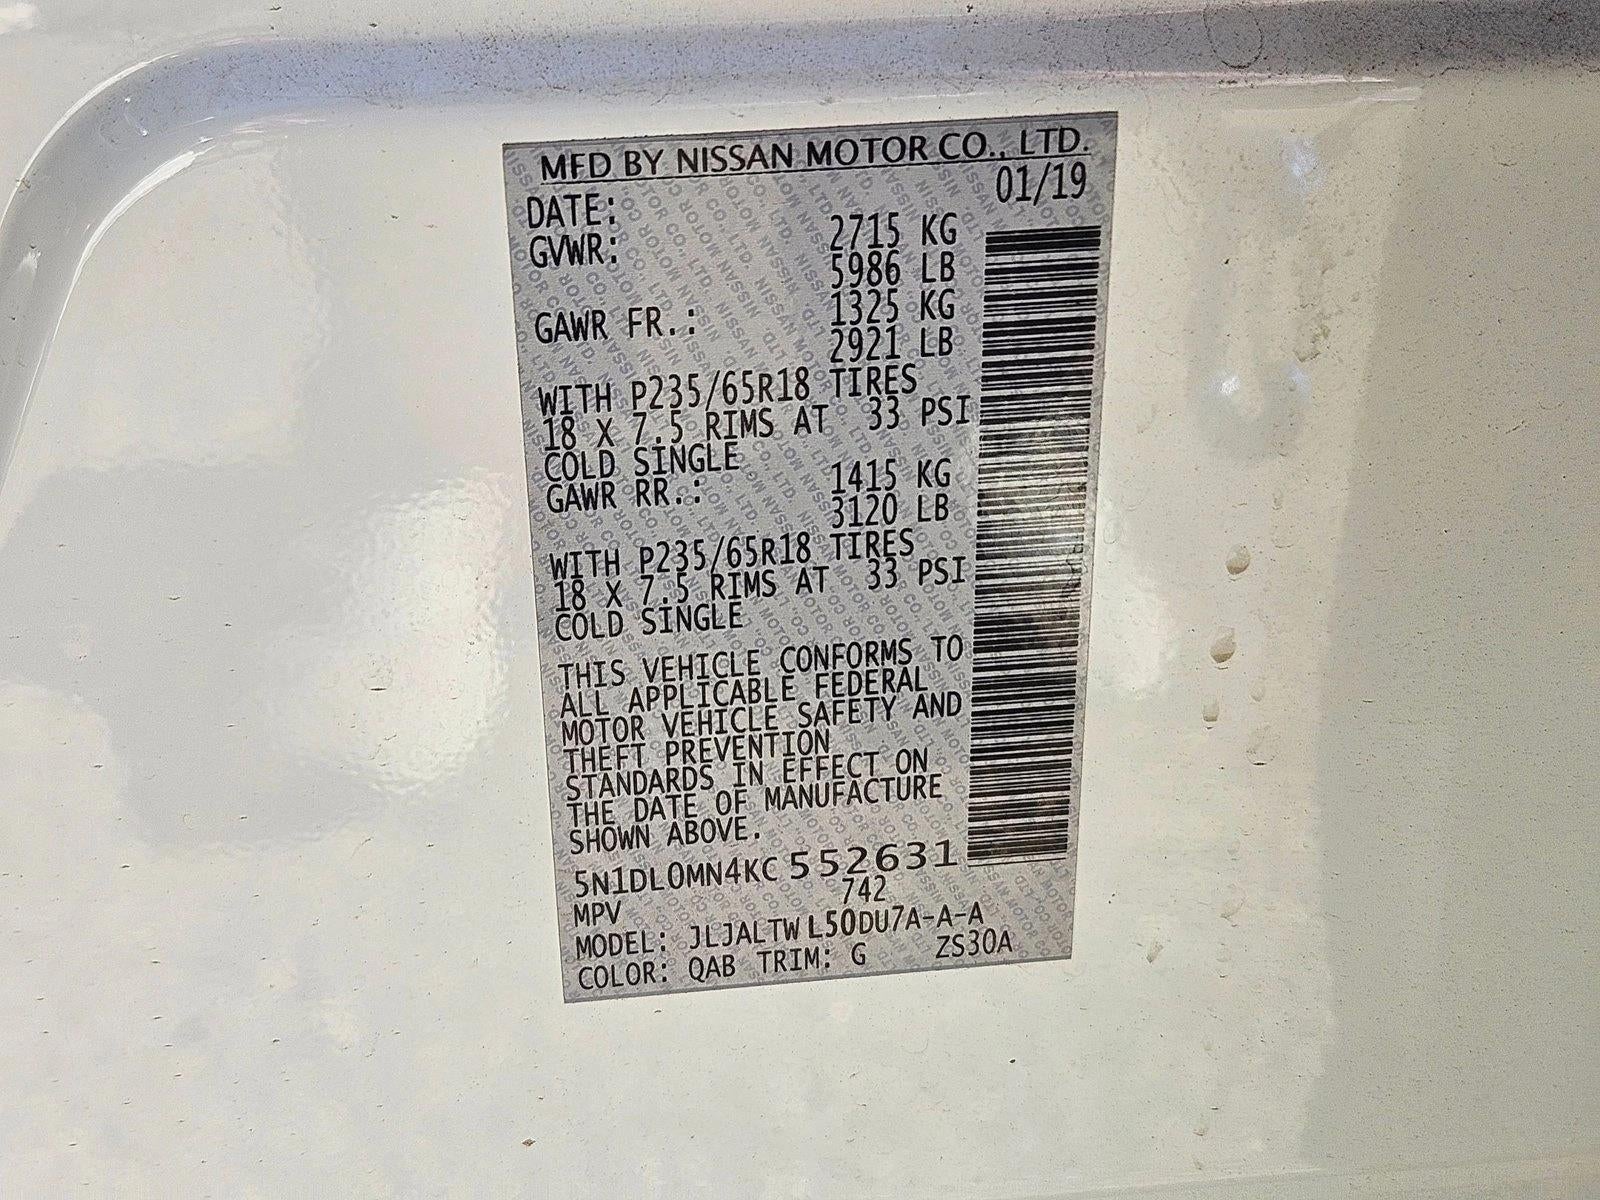 MFD BY NISSAN MOTOR CO., LTD.
DATE: 01/19
GVWR: 2715 KG
5986 LB
GAWR FR.: 1325 KG
2921 LB
WITH P235/65R18 TIRES
18 X 7.5 RIMS AT 33 PSI
COLD SINGLE
GAWR RR.: 1415 KG
3120 LB
WITH P235/65R18 TIRES
18 X 7.5 RIMS AT 33 PSI
COLD SINGLE
THIS VEHICLE CONFORMS TO
ALL APPLICABLE FEDERAL
MOTOR VEHICLE SAFETY AND
THEFT PREVENTION
STANDARDS IN EFFECT ON
THE DATE OF MANUFACTURE
SHOWN ABOVE.
5N1DL0MN4KC 552631
MPV 742
MODEL: JLJALTW L50DU7A-A-A
COLOR: QAB TRIM: G ZS30A